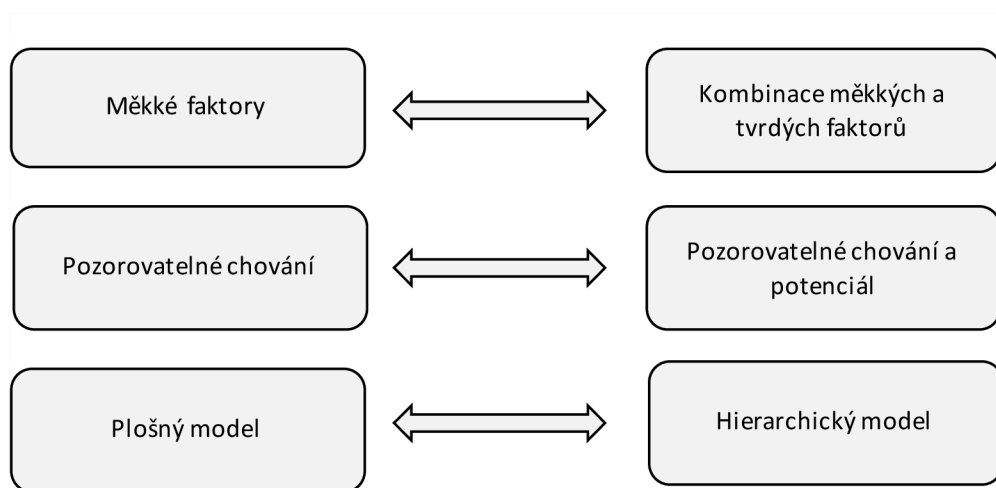 Měkké faktory
Kombinace měkkých a
tvrdých faktorů
Pozorovatelné chování
Pozorovatelné chování a
potenciál
Plošný model
Hierarchický model